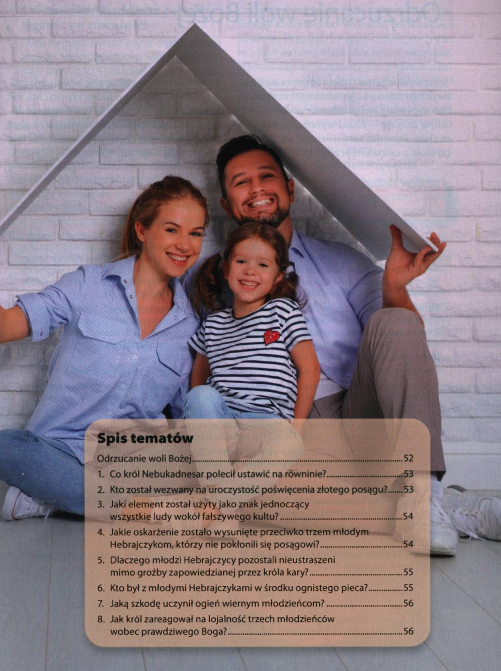 Spis tematów
Odrzucanie woli Bożej.....52
1. Co król Nebukadnesar polecił ustawić na równinie?.....53
2. Kto został wezwany na uroczystość poświęcenia złotego posągu?.....53
3. Jaki element został użyty jako znak jednoczący
wszystkie ludy wokół fałszywego kultu?.....54
4. Jakie oskarżenie zostało wysunięte przeciwko trzem młodym
Hebrajczykom, którzy nie pokłonili się posągowi?.....54
5. Dlaczego młodzi Hebrajczycy pozostali nieustraszeni
mimo groźby zapowiedzianej przez króla kary?.....55
6. Kto był z młodymi Hebrajczykami w środku ognistego pieca?.....55
7. Jaką szkodę uczynił ogień wiernym młodzieńcom?.....56
8. Jak król zareagował na lojalność trzech młodzieńców
wobec prawdziwego Boga?.....56